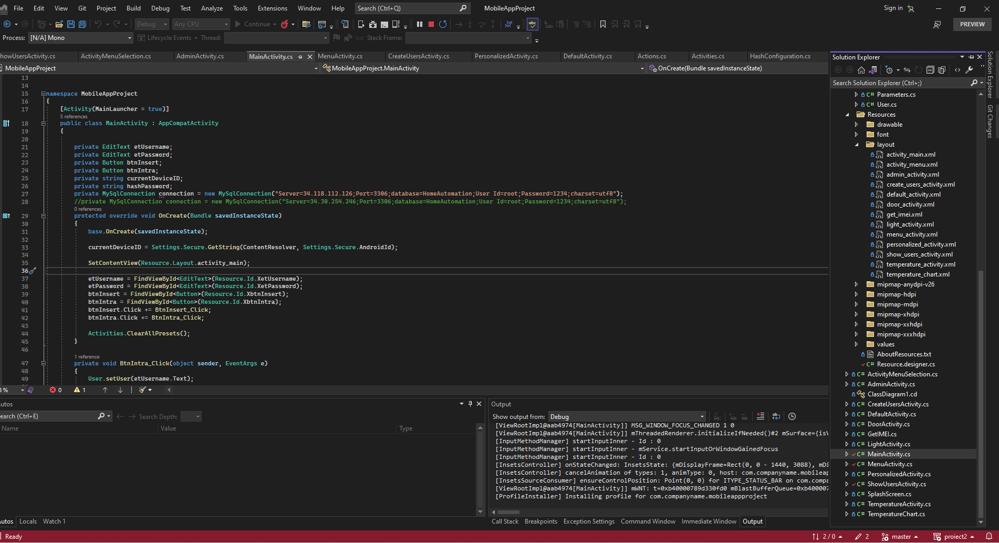 File Edit View Git Project Build Debug Test Analyze Tools Extensions Window Help Search (Ctrl+Q) MobileAppProject Sign in
Debug Any CPU Continue abc PREVIEW
Process: [N/A] Mono Lifecycle Events Thread: Stack Frame:
howUsersActivity.cs ActivityMenuSelection.cs AdminActivity.cs MainActivity.cs MenuActivity.cs CreateUsersActivity.cs PersonalizedActivity.cs DefaultActivity.cs Actions.cs Activities.cs HashConfiguration.cs
MobileAppProject MobileAppProject.MainActivity OnCreate(Bundle savedInstanceState)
13
14
15 namespace MobileAppProject
16 {
17 [Activity(MainLauncher = true)]
5 references
18 public class MainActivity : AppCompatActivity
19 {
20
21 private EditText etUsername;
22 private EditText etPassword;
23 private Button btnInsert;
24 private Button btnIntra;
25 private string currentDeviceID;
26 private string hashPassword;
27 private MySqlConnection connection = new MySqlConnection("Server=34.118.112.126;Port=3306;database=HomeAutomation;User Id=root;Password=1234;charset=utf8");
28 //private MySqlConnection connection = new MySqlConnection("Server=34.30.254.246;Port=3306;database=HomeAutomation;User Id=root;Password=1234;charset=utf8");
0 references
29 protected override void OnCreate(Bundle savedInstanceState)
30 {
31 base.OnCreate(savedInstanceState);
32
33 currentDeviceID = Settings.Secure.GetString(ContentResolver, Settings.Secure.AndroidId);
34
35 SetContentView(Resource.Layout.activity_main);
36
37 etUsername = FindViewById<EditText>(Resource.Id.XetUsername);
38 etPassword = FindViewById<EditText>(Resource.Id.XetPassword);
39 btnInsert = FindViewById<Button>(Resource.Id.XbtnInsert);
40 btnIntra = FindViewById<Button>(Resource.Id.XbtnIntra);
41 btnInsert.Click += BtnInsert_Click;
42 btnIntra.Click += BtnIntra_Click;
43
44 Activities.ClearAllPresets();
45 }
46
1 reference
47 private void BtnIntra_Click(object sender, EventArgs e)
48 {
49 User.setUser(etUsername.Text);
% 0 1
utos
earch (Ctrl+E) Search Depth:
Name Value Type
utos Locals Watch 1
Output
Show output from: Debug
[ViewRootImpl@aab4974[MainActivity]] MSG_WINDOW_FOCUS_CHANGED 1 0
[ViewRootImpl@aab4974[MainActivity]] mThreadedRenderer.initializeIfNeeded()#2 mSurface={isV
[InputMethodManager] startInputInner - Id : 0
[InputMethodManager] startInputInner - mService.startInputOrWindowGainedFocus
[InputMethodManager] startInputInner - Id : 0
[InsetsController] onStateChanged: InsetsState: {mDisplayFrame=Rect(0, 0 - 1440, 3088), mDi
[InsetsController] cancelAnimation of types: 1, animType: 0, host: com.companyname.mobileap
[InsetsSourceConsumer] ensureControlPosition: Point(0, 0) for ITYPE_STATUS_BAR on com.compa
[ViewRootImpl@aab4974[MainActivity]] mWNT: t=0xb40000789d330fd0 mBlastBufferQueue=0xb400007
[ProfileInstaller] Installing profile for com.companyname.mobileappproject
Call Stack Breakpoints Exception Settings Command Window Immediate Window Output
Solution Explorer
Search Solution Explorer (Ctrl+;)
C# Parameters.cs
C# User.cs
Resources
drawable
font
layout
activity_main.xml
activity_menu.xml
admin_activity.xml
create_users_activity.xml
default_activity.xml
door_activity.xml
get_imei.xml
light_activity.xml
menu_activity.xml
personalized_activity.xml
show_users_activity.xml
temperature_activity.xml
temperature_chart.xml
mipmap-anydpi-v26
mipmap-hdpi
mipmap-mdpi
mipmap-xhdpi
mipmap-xxhdpi
mipmap-xxxhdpi
values
AboutResources.txt
C# Resource.designer.cs
C# ActivityMenuSelection.cs
C# AdminActivity.cs
ClassDiagram1.cd
C# CreateUsersActivity.cs
C# DefaultActivity.cs
C# DoorActivity.cs
C# GetIMEI.cs
C# LightActivity.cs
C# MainActivity.cs
C# MenuActivity.cs
C# PersonalizedActivity.cs
C# ShowUsersActivity.cs
C# SplashScreen.cs
C# TemperatureActivity.cs
C# TemperatureChart.cs
Solution Explorer
Git Changes
Ready 2 / 0 2 master proiect2